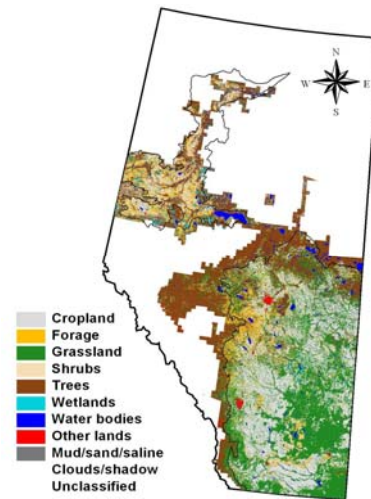 N
W E
S
Cropland
Forage
Grassland
Shrubs
Trees
Wetlands
Water bodies
Other lands
Mud/sand/saline
Clouds/shadow
Unclassified